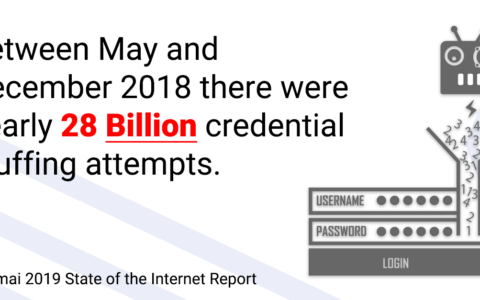 etween May and
ecember 2018 there were
early 28 Billion credential
uffing attempts.
USERNAME
PASSWORD
LOGIN
mai 2019 State of the Internet Report